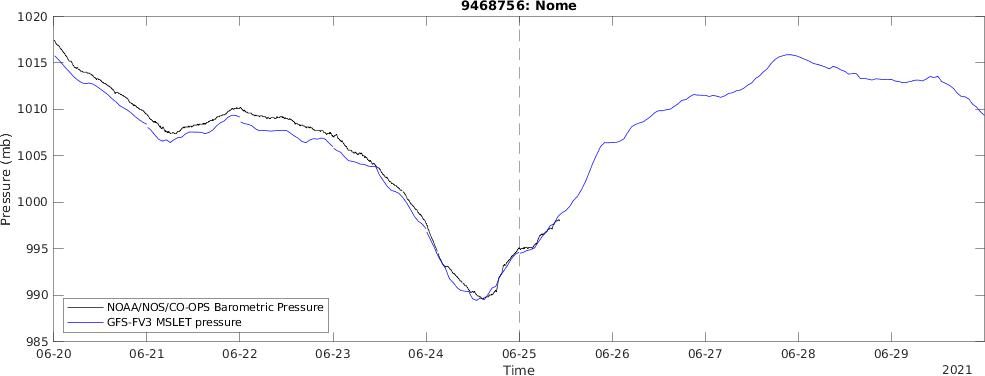 9468756: Nome
1020
1015
1010
1005
1000
995
990
985
Pressure (mb)
NOAA/NOS/CO-OPS Barometric Pressure
GFS-FV3 MSLET pressure
06-20 06-21 06-22 06-23 06-24 06-25 06-26 06-27 06-28 06-29
Time
2021